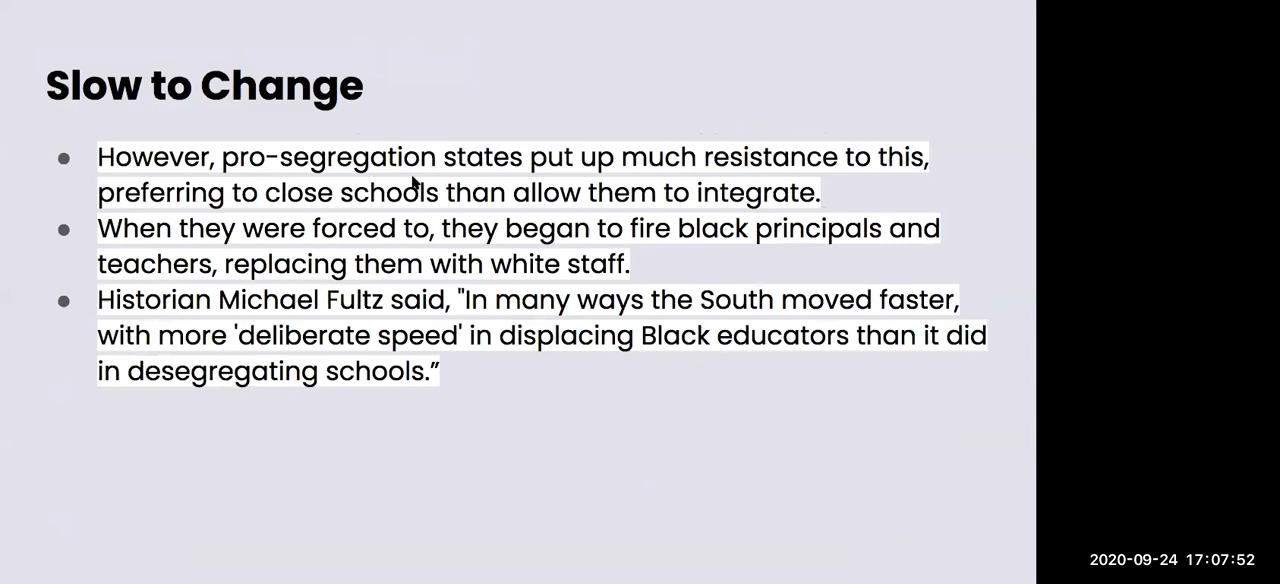 Slow to Change
However, pro-segregation states put up much resistance to this,
preferring to close schools than allow them to integrate.
When they were forced to, they began to fire black principals and
teachers, replacing them with white staff.
Historian Michael Fultz said, "In many ways the South moved faster,
with more 'deliberate speed' in displacing Black educators than it did
in desegregating schools.”
2020-09-24 17:07:52